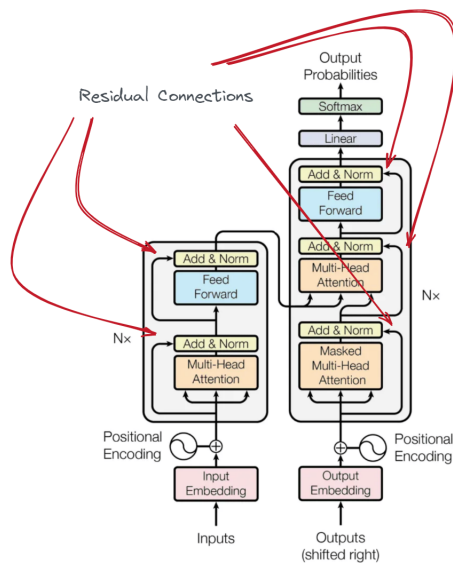 Residual Connections
Output
Probabilities
Softmax
Linear
Add & Norm
Feed
Forward
Add & Norm
Multi-Head
Attention
Add & Norm
Masked
Multi-Head
Attention
Nx
Positional
Encoding
Output
Embedding
Outputs
(shifted right)
Add & Norm
Feed
Forward
Add & Norm
Multi-Head
Attention
Nx
Positional
Encoding
Input
Embedding
Inputs